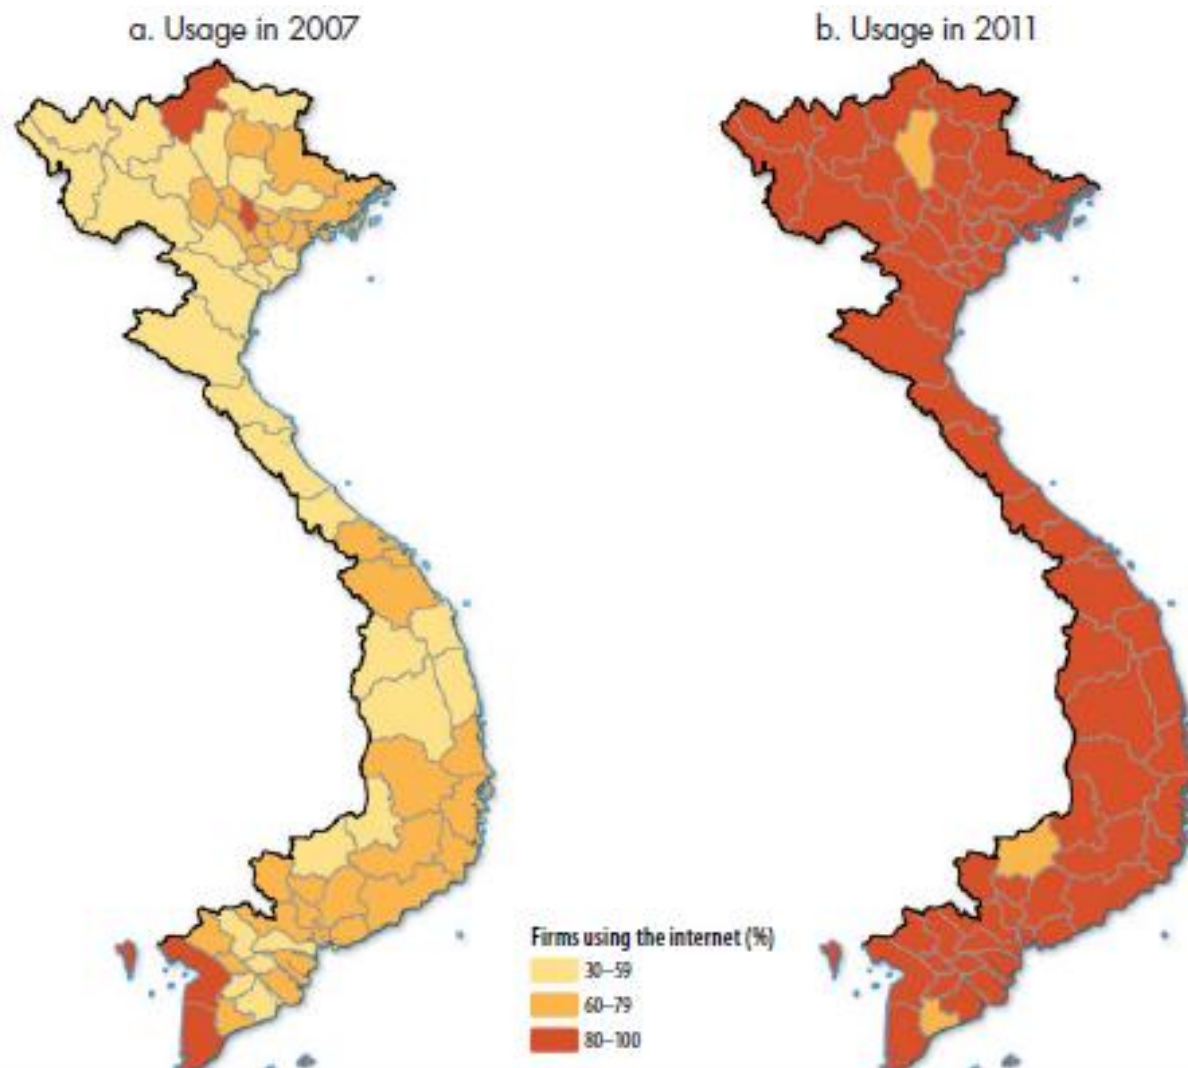 a. Usage in 2007
b. Usage in 2011
Firms using the internet (%)
30–59
60–79
80–100